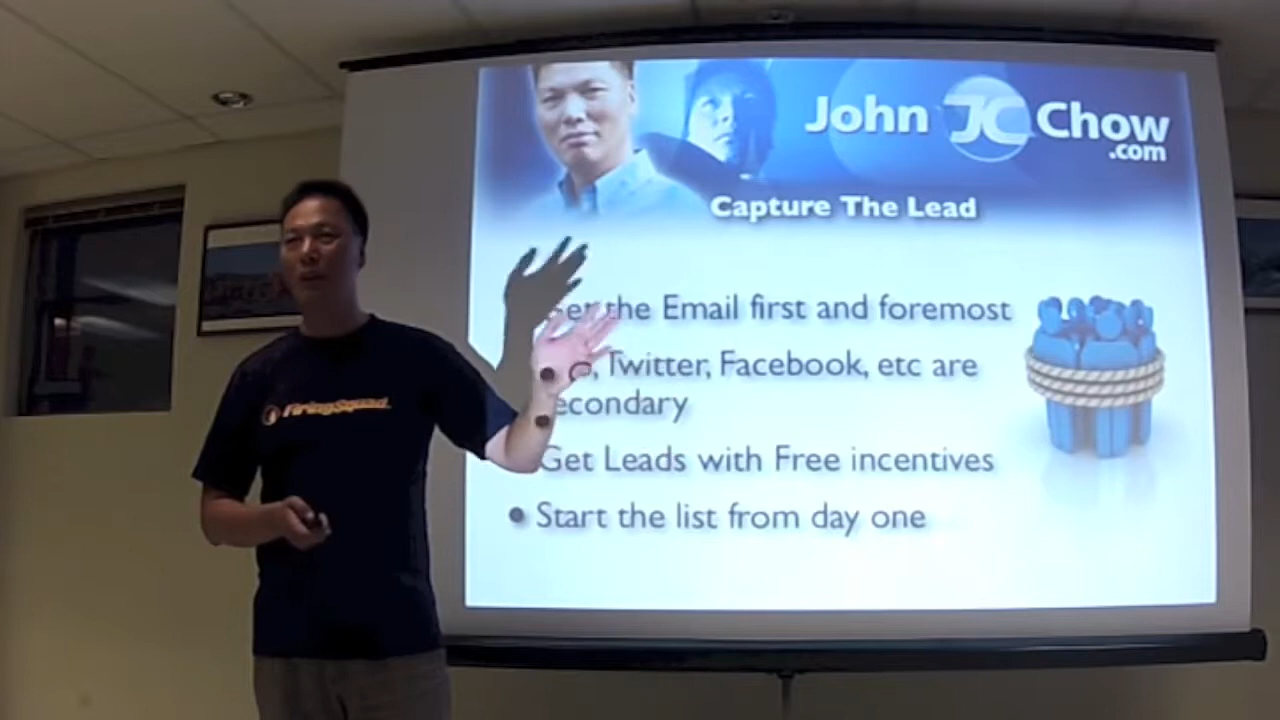 John JC Chow
.com
Capture The Lead
the Email first and foremost
Twitter, Facebook, etc are
econdary
Get Leads with Free incentives
• Start the list from day one
FiringSquad